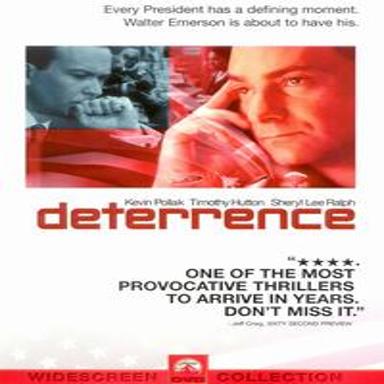 Every President has a defining moment.
Walter Emerson is about to have his.
Kevin Pollak Timothy Hutton Sheryl Lee Ralph
deterrence
"★★★★.
ONE OF THE MOST
PROVOCATIVE THRILLERS
TO ARRIVE IN YEARS.
DON'T MISS IT."
-Jeff Craig, SIXTY SECOND PREVIEW
WIDESCREEN DVD COLLECTION